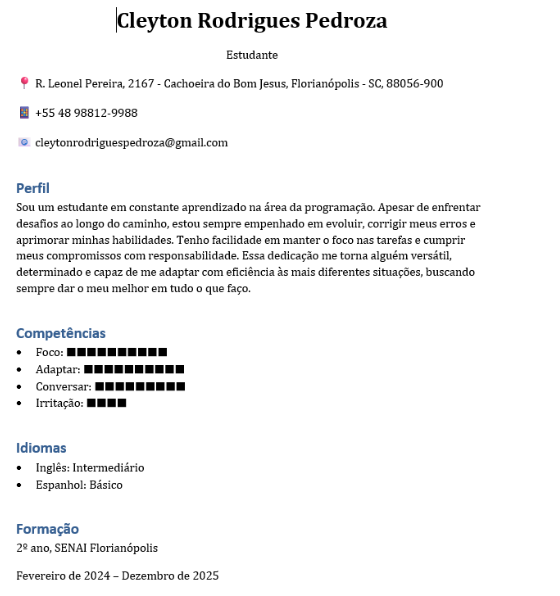 Cleyton Rodrigues Pedroza
Estudante
📍 R. Leonel Pereira, 2167 - Cachoeira do Bom Jesus, Florianópolis - SC, 88056-900
📱 +55 48 98812-9988
📧 cleytonrodriguespedroza@gmail.com
Perfil
Sou um estudante em constante aprendizado na área da programação. Apesar de enfrentar
desafios ao longo do caminho, estou sempre empenhado em evoluir, corrigir meus erros e
aprimorar minhas habilidades. Tenho facilidade em manter o foco nas tarefas e cumprir
meus compromissos com responsabilidade. Essa dedicação me torna alguém versátil,
determinado e capaz de me adaptar com eficiência às mais diferentes situações, buscando
sempre dar o meu melhor em tudo o que faço.
Competências
• Foco: ■■■■■■■■■■
• Adaptar: ■■■■■■■■■■
• Conversar: ■■■■■■■■■
• Irritação: ■■■■
Idiomas
• Inglês: Intermediário
• Espanhol: Básico
Formação
2º ano, SENAI Florianópolis
Fevereiro de 2024 – Dezembro de 2025